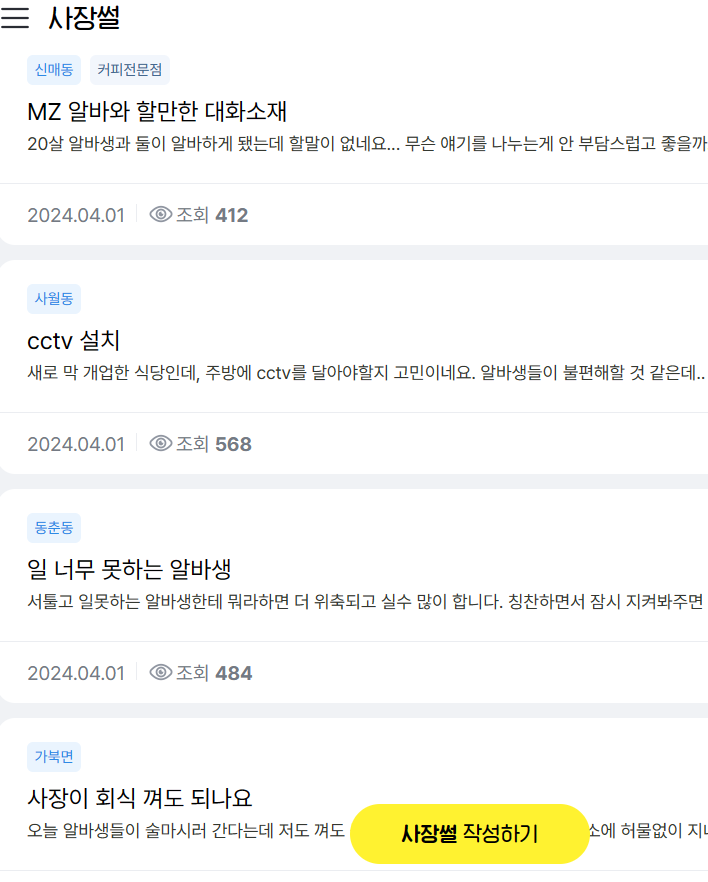 사장썰
신매동 커피전문점
MZ 알바와 할만한 대화소재
20살 알바생과 둘이 알바하게 됐는데 할말이 없네요... 무슨 얘기를 나누는게 안 부담스럽고 좋을까
2024.04.01 조회 412
사월동
cctv 설치
새로 막 개업한 식당인데, 주방에 cctv를 달아야할지 고민이네요. 알바생들이 불편해할 것 같은데..
2024.04.01 조회 568
동춘동
일 너무 못하는 알바생
서툴고 일못하는 알바생한테 뭐라하면 더 위축되고 실수 많이 합니다. 칭찬하면서 잠시 지켜봐주면
2024.04.01 조회 484
가북면
사장이 회식 껴도 되나요
오늘 알바생들이 술마시러 간다는데 저도 껴도 소에 허물없이
사장썰 작성하기